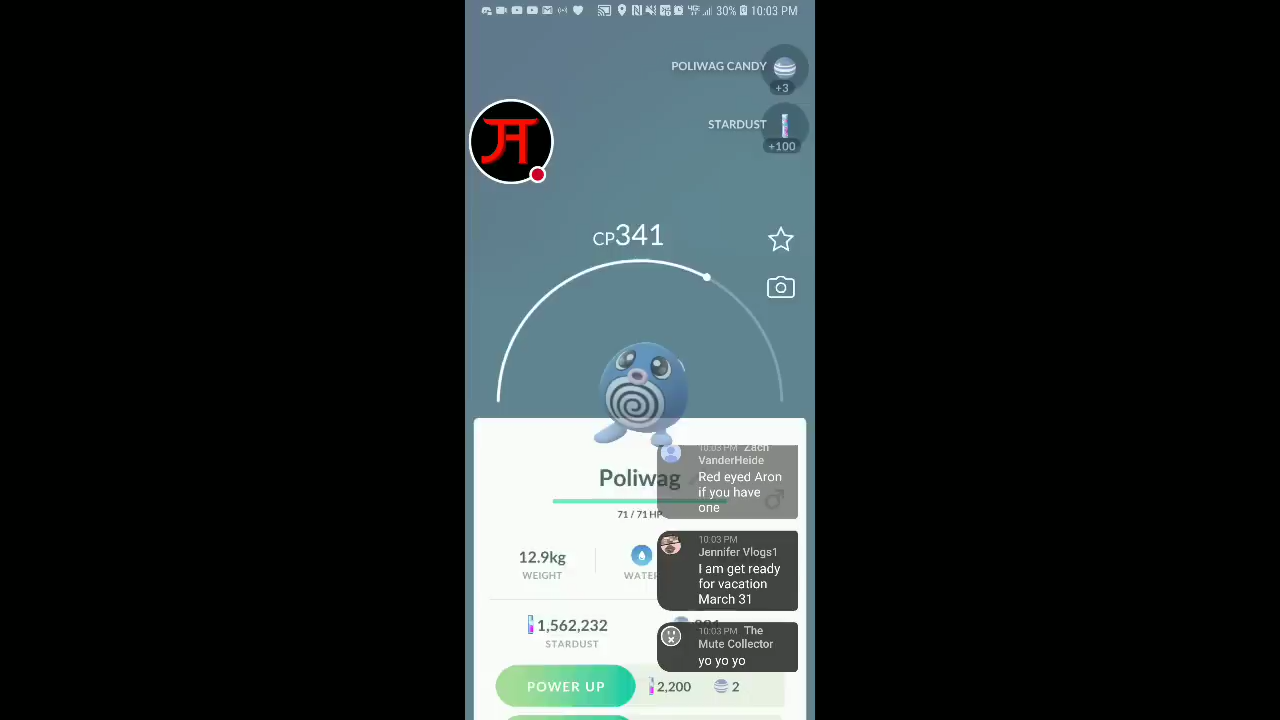 30% 10:03 PM
POLIWAG CANDY
+3
STARDUST
+100
CP341
Poliwag
71 / 71 HP
12.9kg
WEIGHT
WATER
1,562,232
STARDUST
POWER UP
2,200
2
10:03 PM Zach
VanderHeide
Red eyed Aron
if you have
one
10:03 PM
Jennifer Vlogs1
I am get ready
for vacation
March 31
10:03 PM The
Mute Collector
yo yo yo